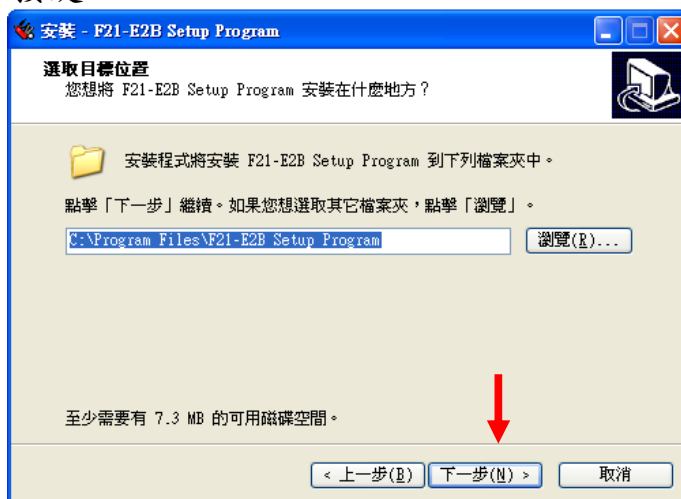 安裝 - F21-E2B Setup Program
選取目標位置
您想將 F21-E2B Setup Program 安裝在什麼地方？
安裝程式將安裝 F21-E2B Setup Program 到下列檔案夾中。
點擊「下一步」繼續。如果您想選取其它檔案夾，點擊「瀏覽」。
C:\Program Files\F21-E2B Setup Program
瀏覽(R)...
至少需要有 7.3 MB 的可用磁碟空間。
< 上一步(B)
下一步(N) >
取消